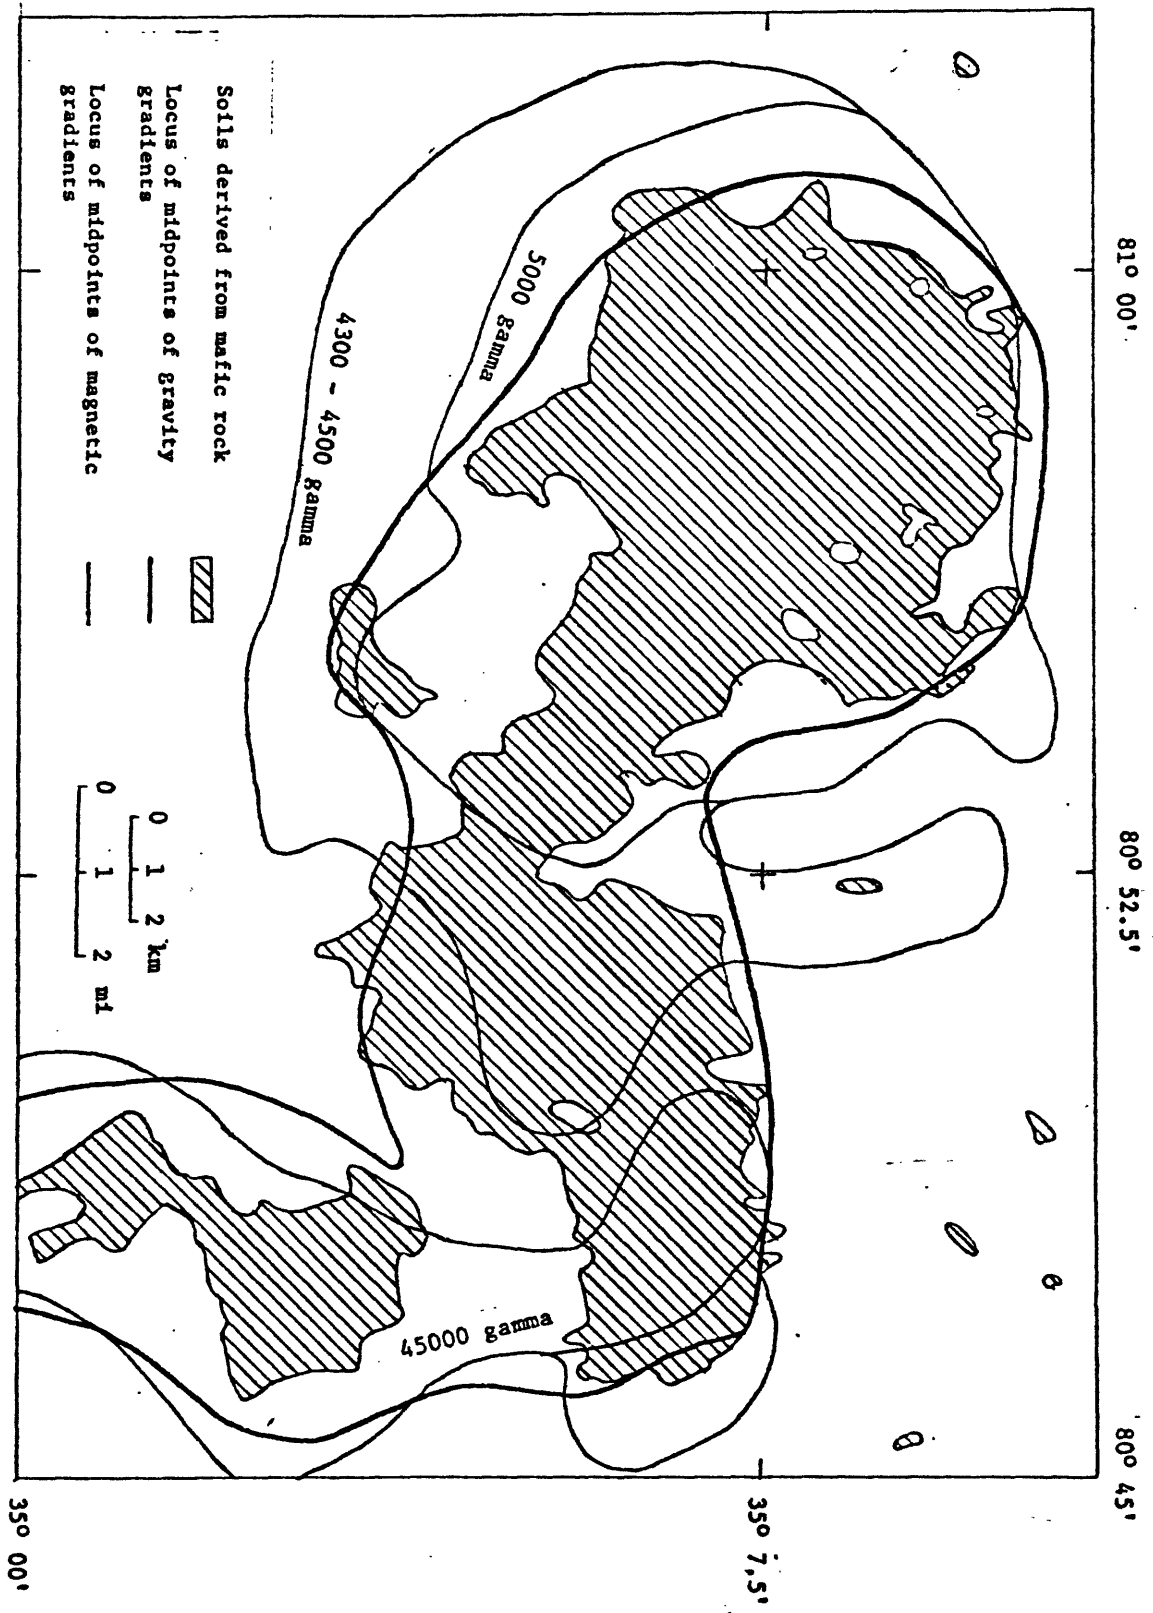 81° 00'
80° 52.5'
80° 45'
35° 7.5'
35° 00'
5000 gamma
4300 - 4500 gamma
45000 gamma
Soils derived from mafic rock
Locus of midpoints of gravity
gradients
Locus of midpoints of magnetic
gradients
0 1 2 km
0 1 2 mi